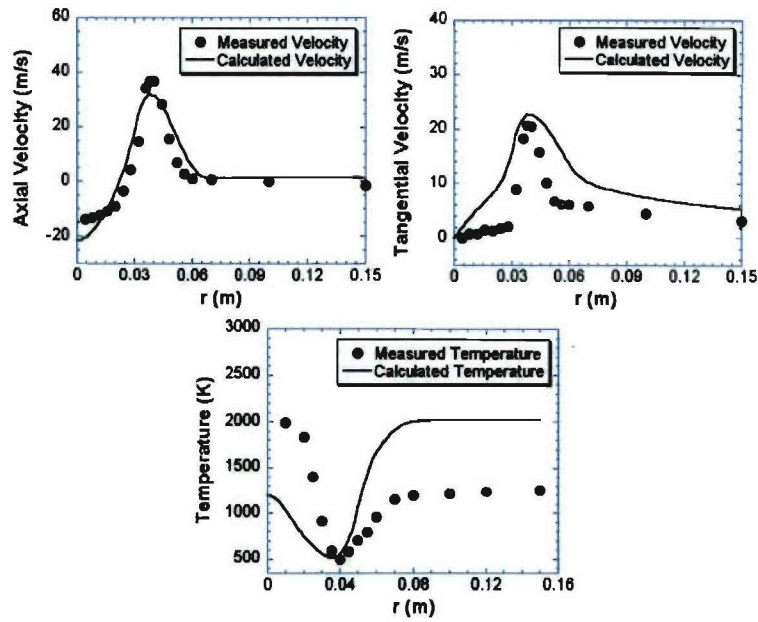 Axial Velocity (m/s)
60
40
20
0
-20
Measured Velocity
Calculated Velocity
0 0.03 0.06 0.09 0.12 0.15
r (m)
Tangential Velocity (m/s)
40
30
20
10
0
Measured Velocity
Calculated Velocity
0 0.03 0.06 0.09 0.12 0.15
r (m)
Temperature (K)
3000
2500
2000
1500
1000
500
Measured Temperature
Calculated Temperature
0 0.04 0.08 0.12 0.16
r (m)